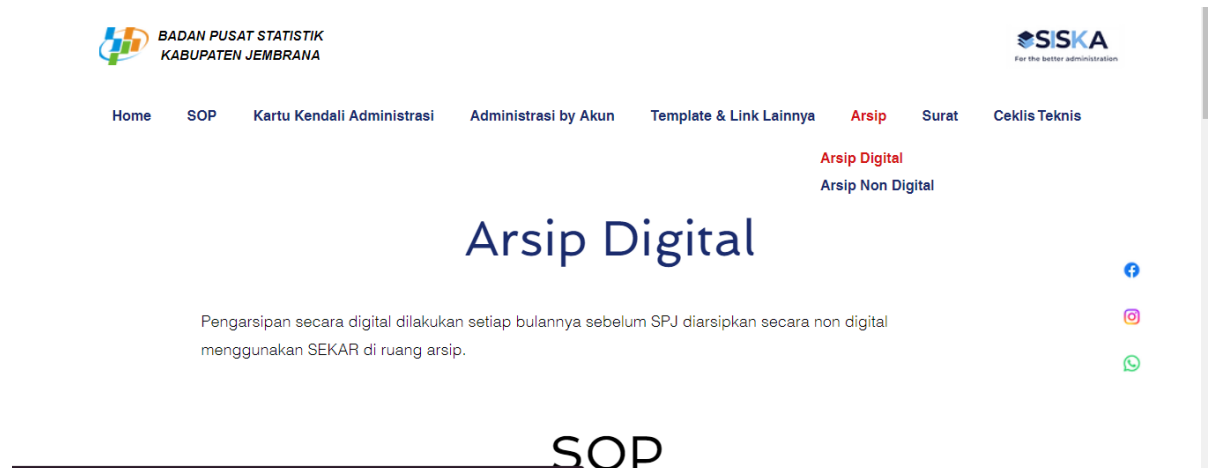 BADAN PUSAT STATISTIK
KABUPATEN JEMBRANA
SISKA
For the better administration
Home SOP Kartu Kendali Administrasi Administrasi by Akun Template & Link Lainnya Arsip Surat Ceklis Teknis
Arsip Digital
Arsip Non Digital
Arsip Digital
Pengarsipan secara digital dilakukan setiap bulannya sebelum SPJ diarsipkan secara non digital
menggunakan SEKAR di ruang arsip.
SOP